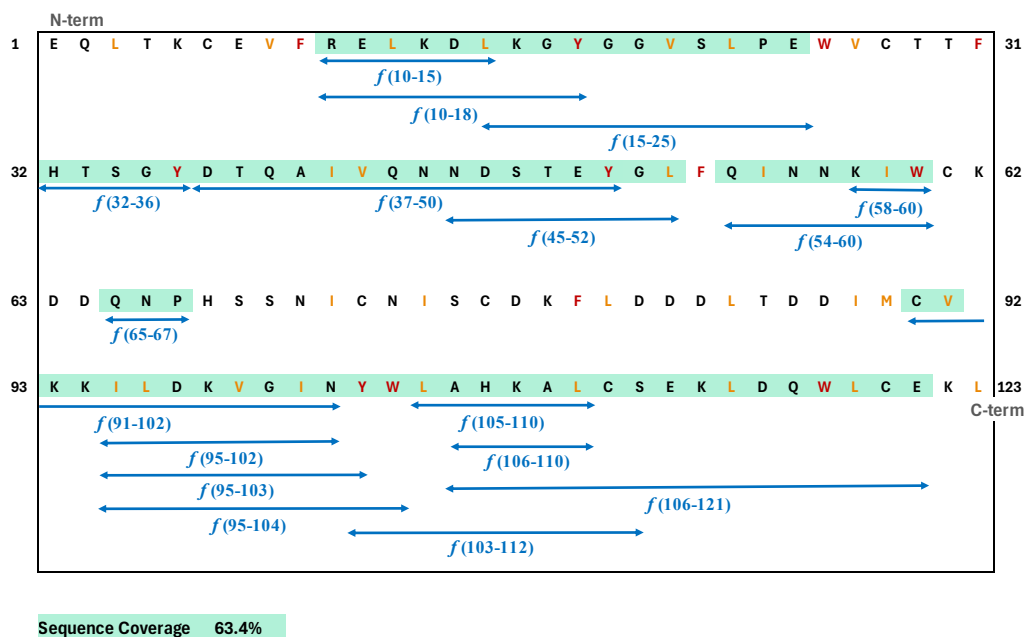 N-term
1 E Q L T K C E V F R E L K D L K G Y G G V S L P E W V C T T F 31
f(10-15)
f(10-18)
f(15-25)
32 H T S G Y D T Q A I V Q N N D S T E Y G L F Q I N N K I W C K 62
f(32-36) f(37-50) f(58-60)
f(45-52) f(54-60)
63 D D Q N P H S S N I C N I S C D K F L D D D L T D D I M C V 92
f(65-67)
93 K K I L D K V G I N Y W L A H K A L C S E K L D Q W L C E K L 123
C-term
f(91-102) f(105-110)
f(95-102) f(106-110)
f(95-103)
f(106-121)
f(95-104)
f(103-112)
Sequence Coverage 63.4%